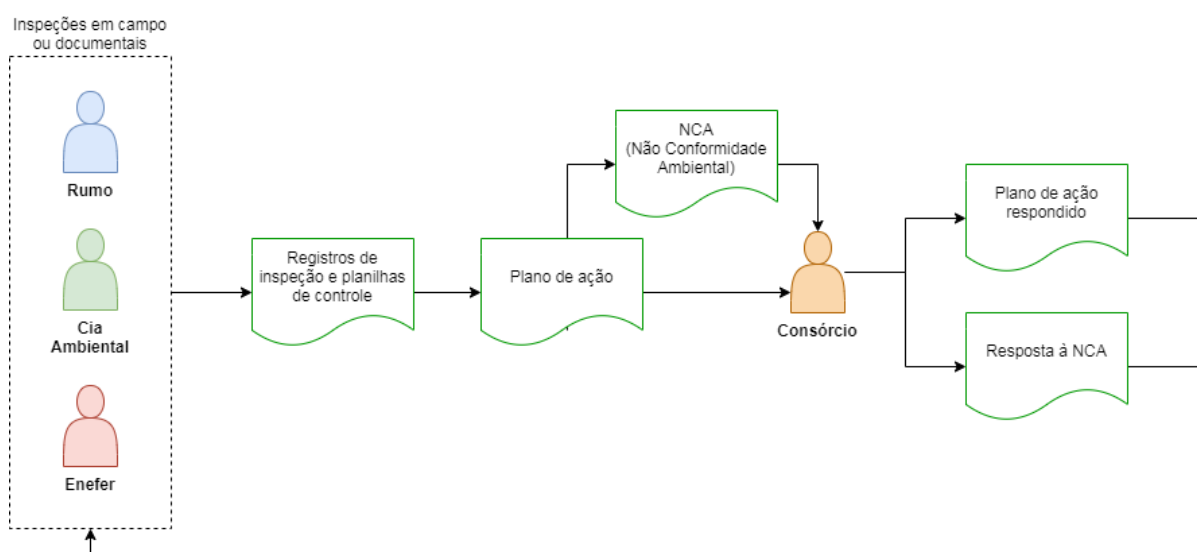 Inspeções em campo
ou documentais
Rumo
Cia
Ambiental
Enefer
Registros de
inspeção e planilhas
de controle
Plano de ação
NCA
(Não Conformidade
Ambiental)
Consórcio
Plano de ação
respondido
Resposta à NCA